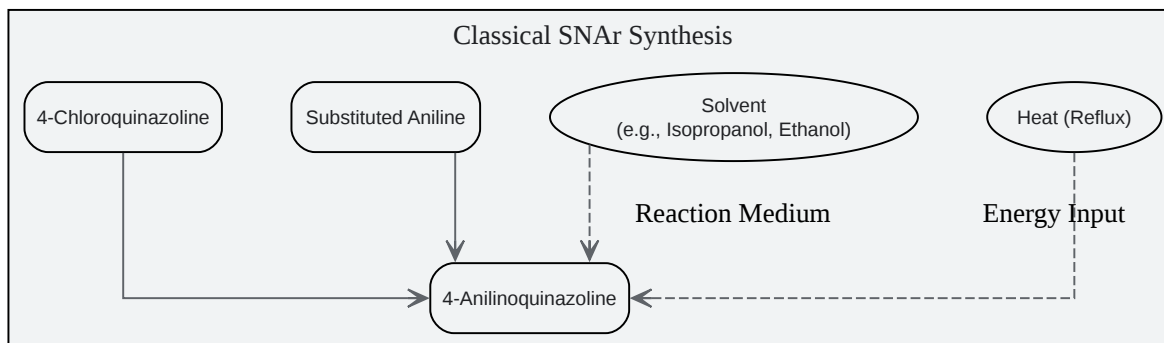 Classical SNAr Synthesis
4-Chloroquinazoline
Substituted Aniline
Solvent
(e.g., Isopropanol, Ethanol)
Heat (Reflux)
Reaction Medium
Energy Input
4-Anilinoquinazoline